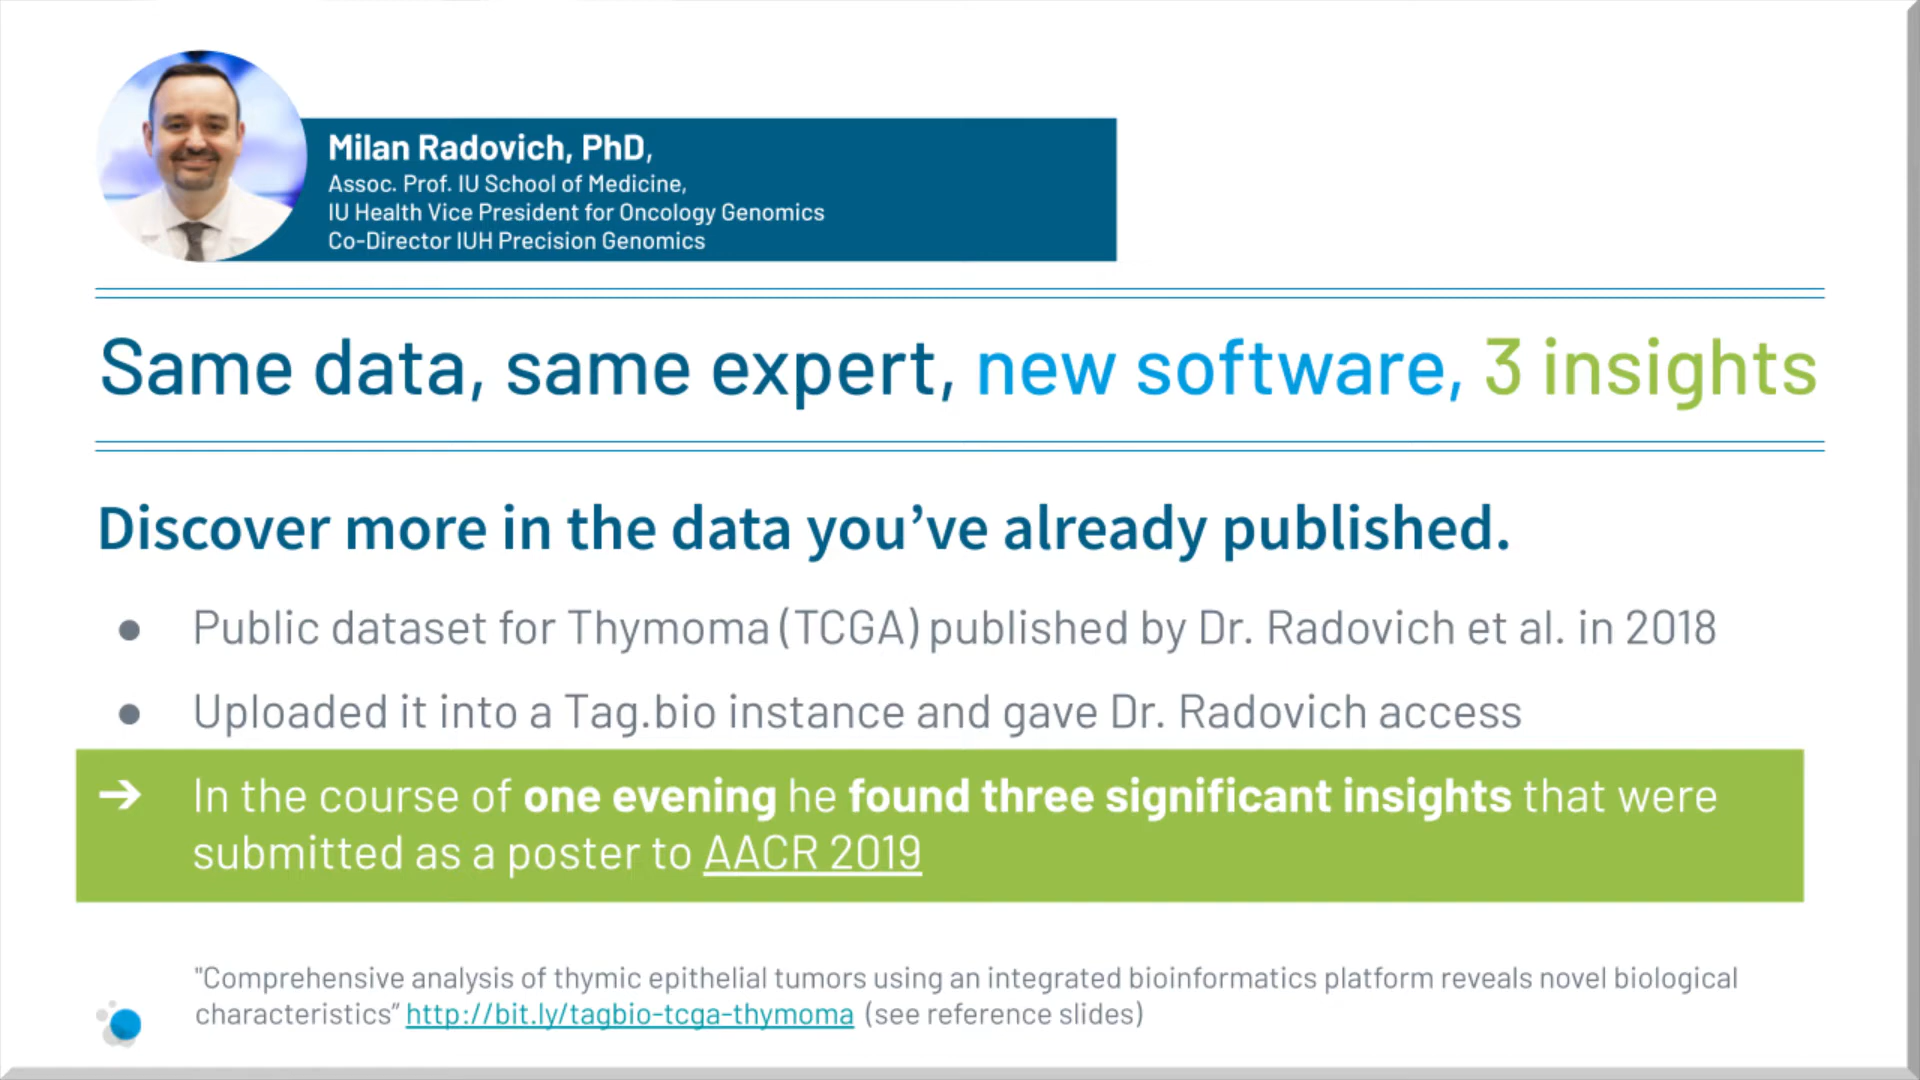 Milan Radovich, PhD,
Assoc. Prof. IU School of Medicine,
IU Health Vice President for Oncology Genomics
Co-Director IUH Precision Genomics
Same data, same expert, new software, 3 insights
Discover more in the data you’ve already published.
● Public dataset for Thymoma (TCGA) published by Dr. Radovich et al. in 2018
● Uploaded it into a Tag.bio instance and gave Dr. Radovich access
➔ In the course of one evening he found three significant insights that were
submitted as a poster to AACR 2019
"Comprehensive analysis of thymic epithelial tumors using an integrated bioinformatics platform reveals novel biological
characteristics” http://bit.ly/tagbio-tcga-thymoma (see reference slides)